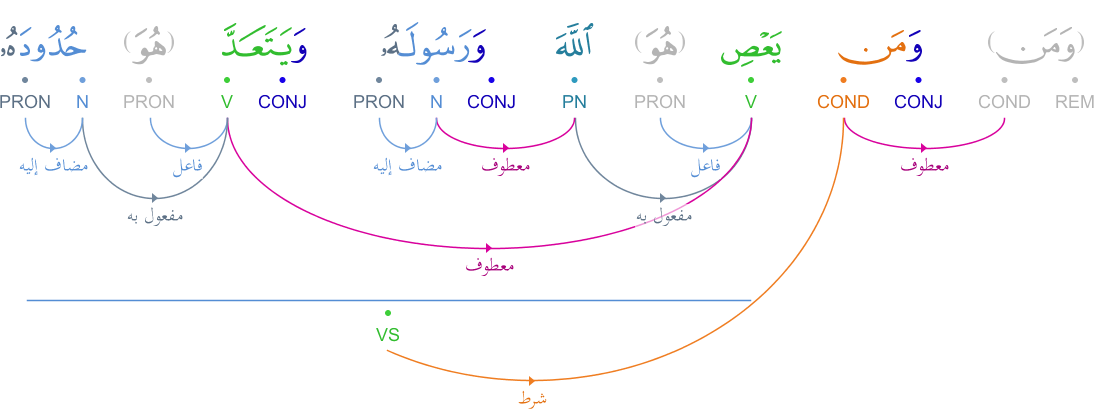 (وَمَن) وَمَن يَعْصِ (هُوَ) ٱللَّهَ وَرَسُولَهُۥ وَيَتَعَدَّ (هُوَ) حُدُودَهُۥ
REM COND CONJ COND V PRON PN CONJ N PRON CONJ V PRON N PRON
معطوف فاعل معطوف مضاف إليه فاعل مضاف إليه
مفعول به مفعول به
معطوف
VS
شرط